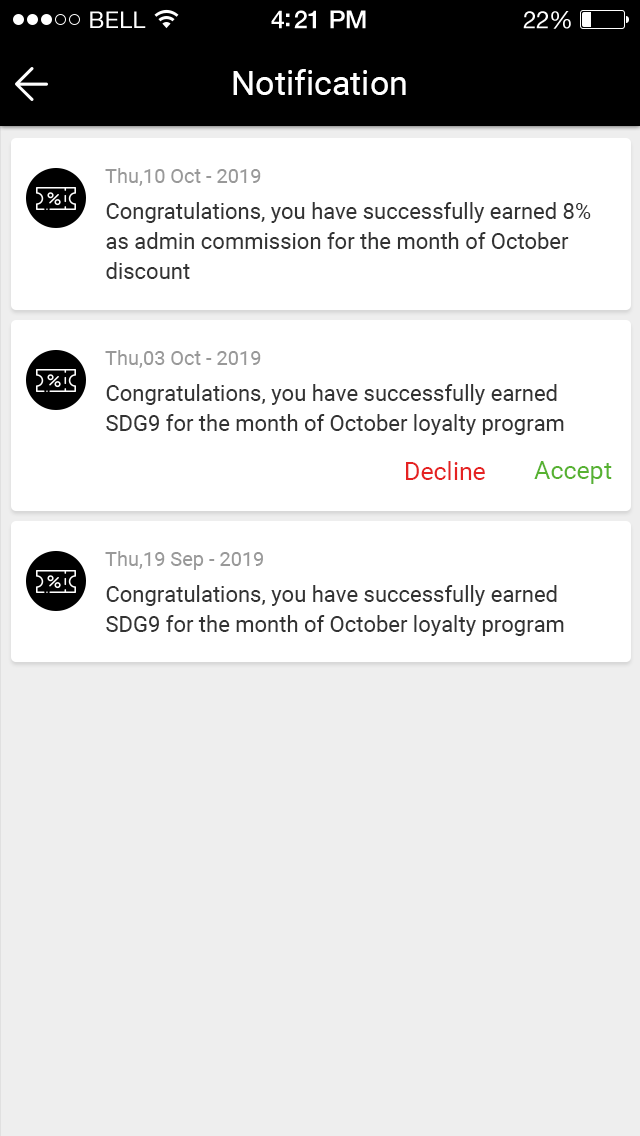 BELL 4:21 PM 22%
Notification
Thu,10 Oct - 2019
Congratulations, you have successfully earned 8%
as admin commission for the month of October
discount
Thu,03 Oct - 2019
Congratulations, you have successfully earned
SDG9 for the month of October loyalty program
Decline Accept
Thu,19 Sep - 2019
Congratulations, you have successfully earned
SDG9 for the month of October loyalty program